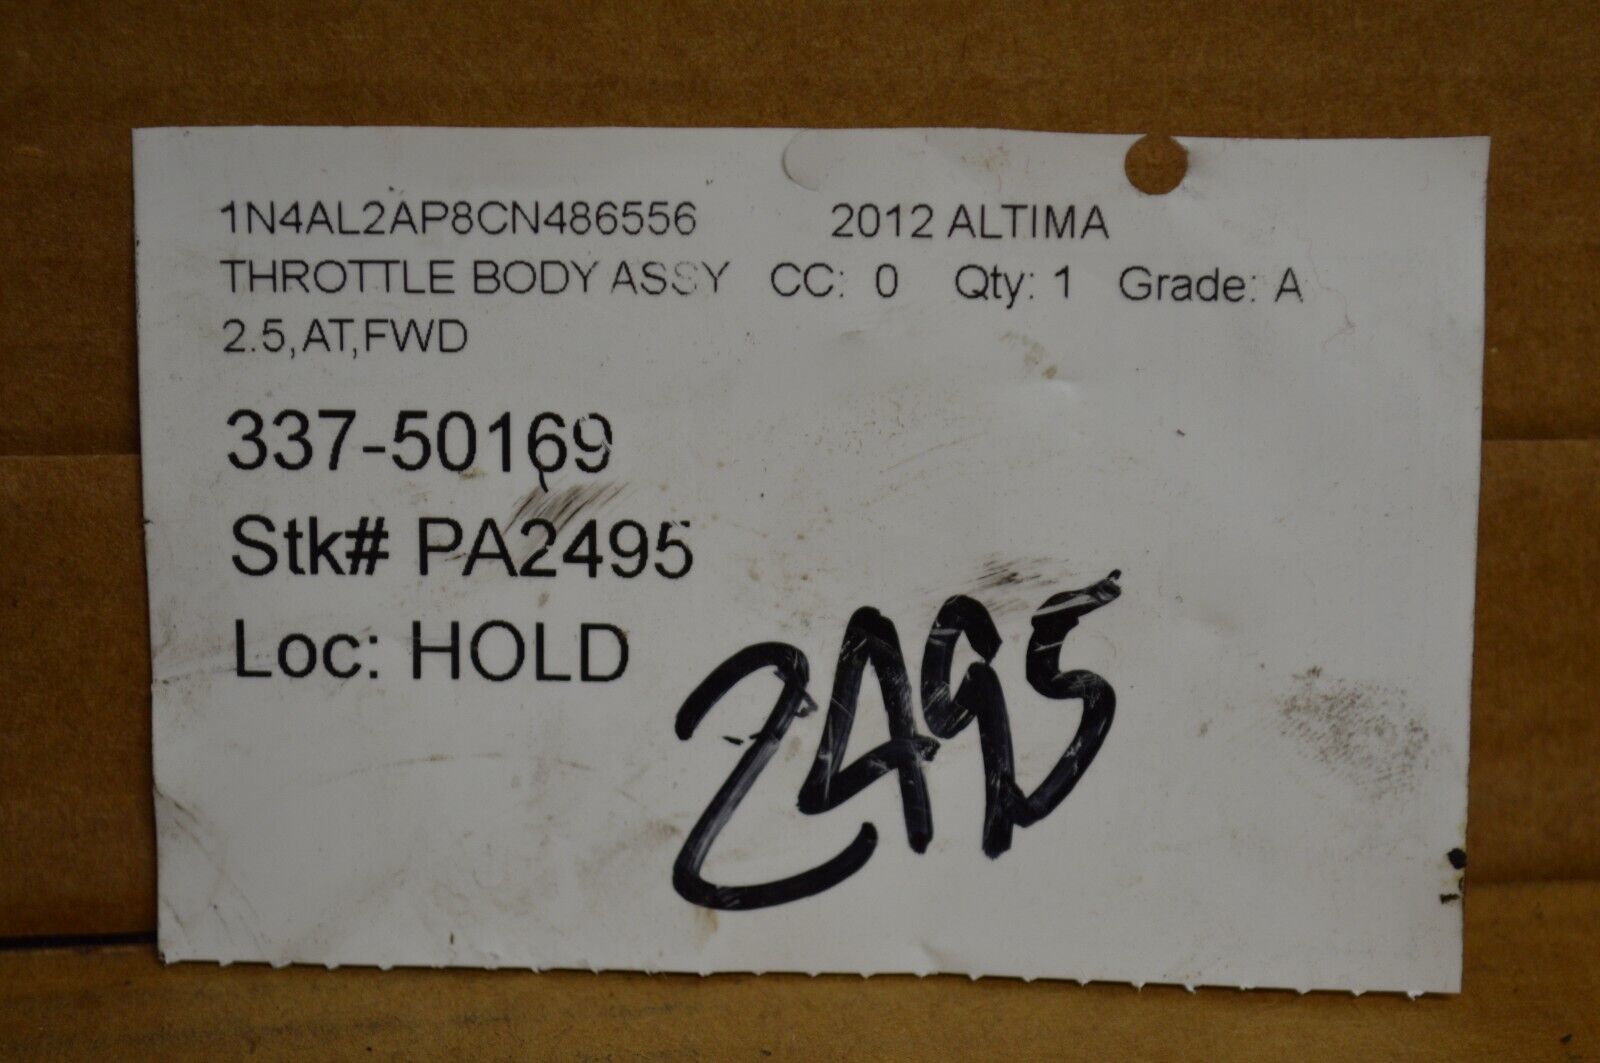 1N4AL2AP8CN486556 2012 ALTIMA
THROTTLE BODY ASSY CC: 0 Qty: 1 Grade: A
2.5,AT,FWD
337-50169
Stk# PA2495
Loc: HOLD
2495